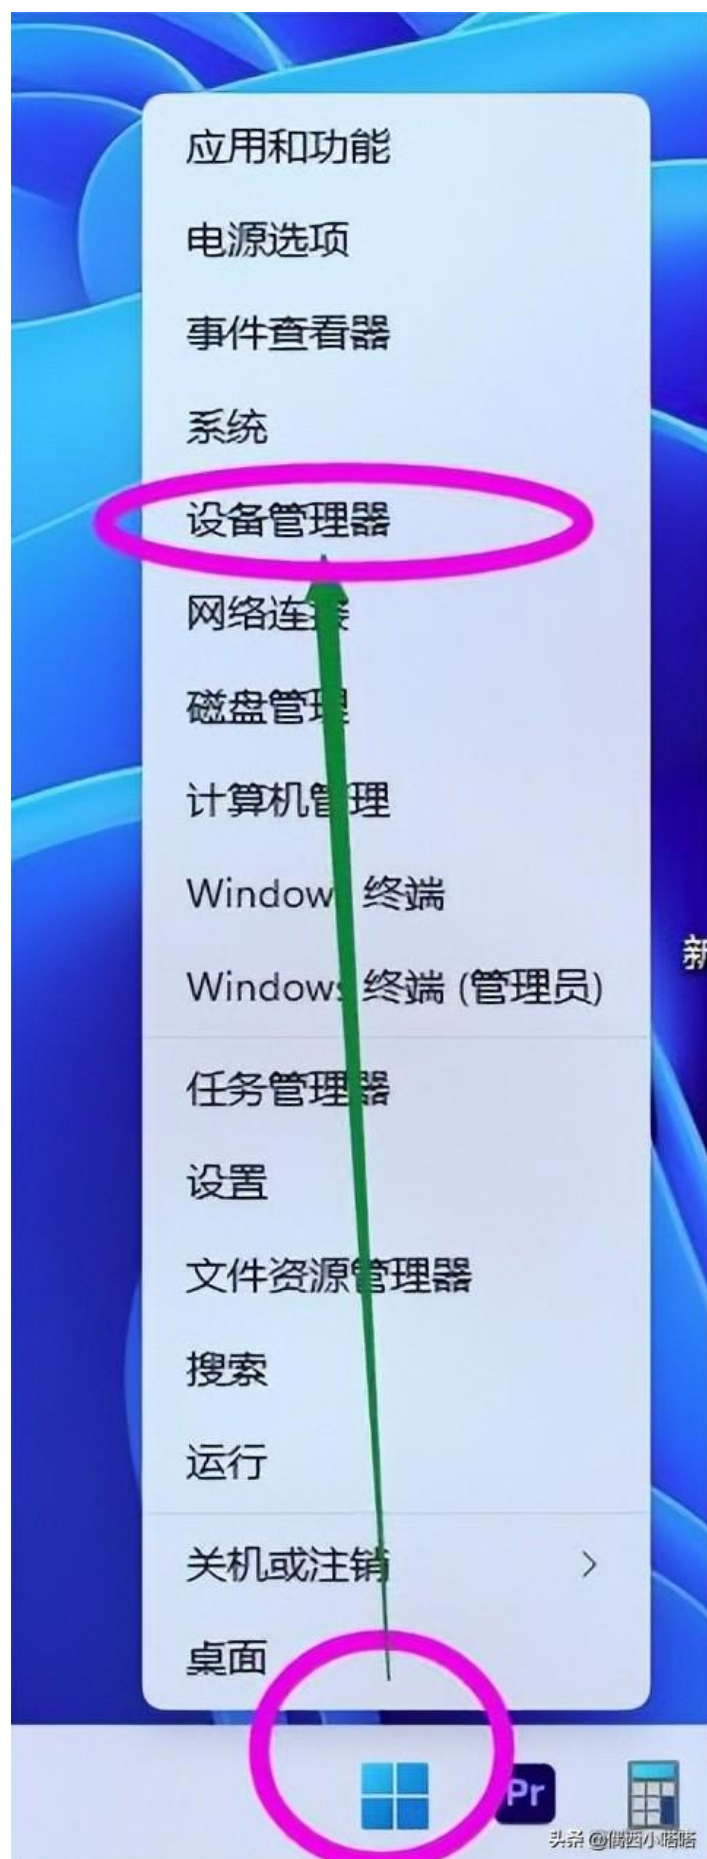 应用和功能
电源选项
事件查看器
系统
设备管理器
网络连接
磁盘管理
计算机管理
Windows 终端
Windows 终端 (管理员)
任务管理器
设置
文件资源管理器
搜索
运行
关机或注销
桌面
新
Pr
头条 @偶西小嗒嗒